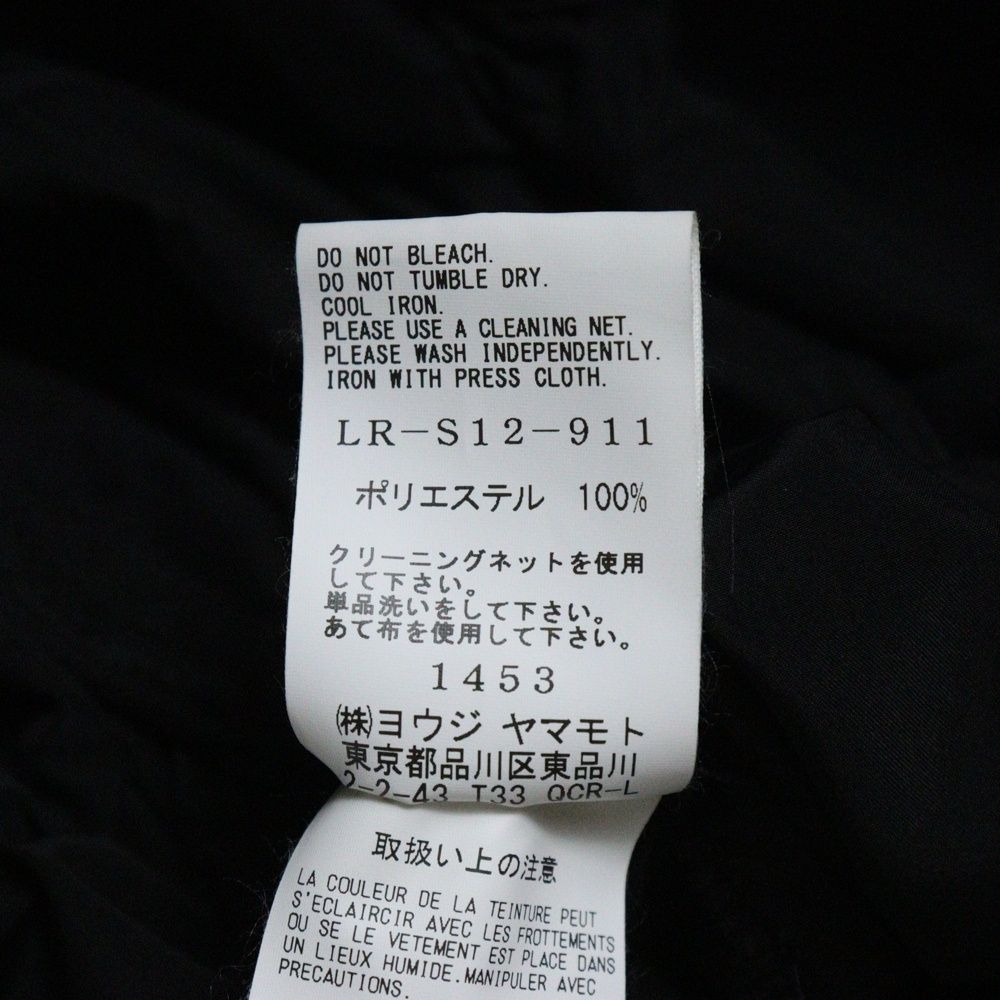 DO NOT BLEACH.
DO NOT TUMBLE DRY.
COOL IRON.
PLEASE USE A CLEANING NET.
PLEASE WASH INDEPENDENTLY.
IRON WITH PRESS CLOTH.
LR-S12-911
ポリエステル 100%
クリーニングネットを使用
して下さい。
単品洗いをして下さい。
あて布を使用して下さい。
1453
㈱ヨウジ ヤマモト
東京都品川区東品川
2-2-43 T33 QCR-L
取扱い上の注意
LA COULEUR DE LA TEINTURE PEUT
S'ECLAIRCIR AVEC LES FROTTEMENTS
OU SE LE VETEMENT EST PLACE DANS
UN LIEUX HUMIDE.MANIPULER AVEC
PRECAUTIONS.